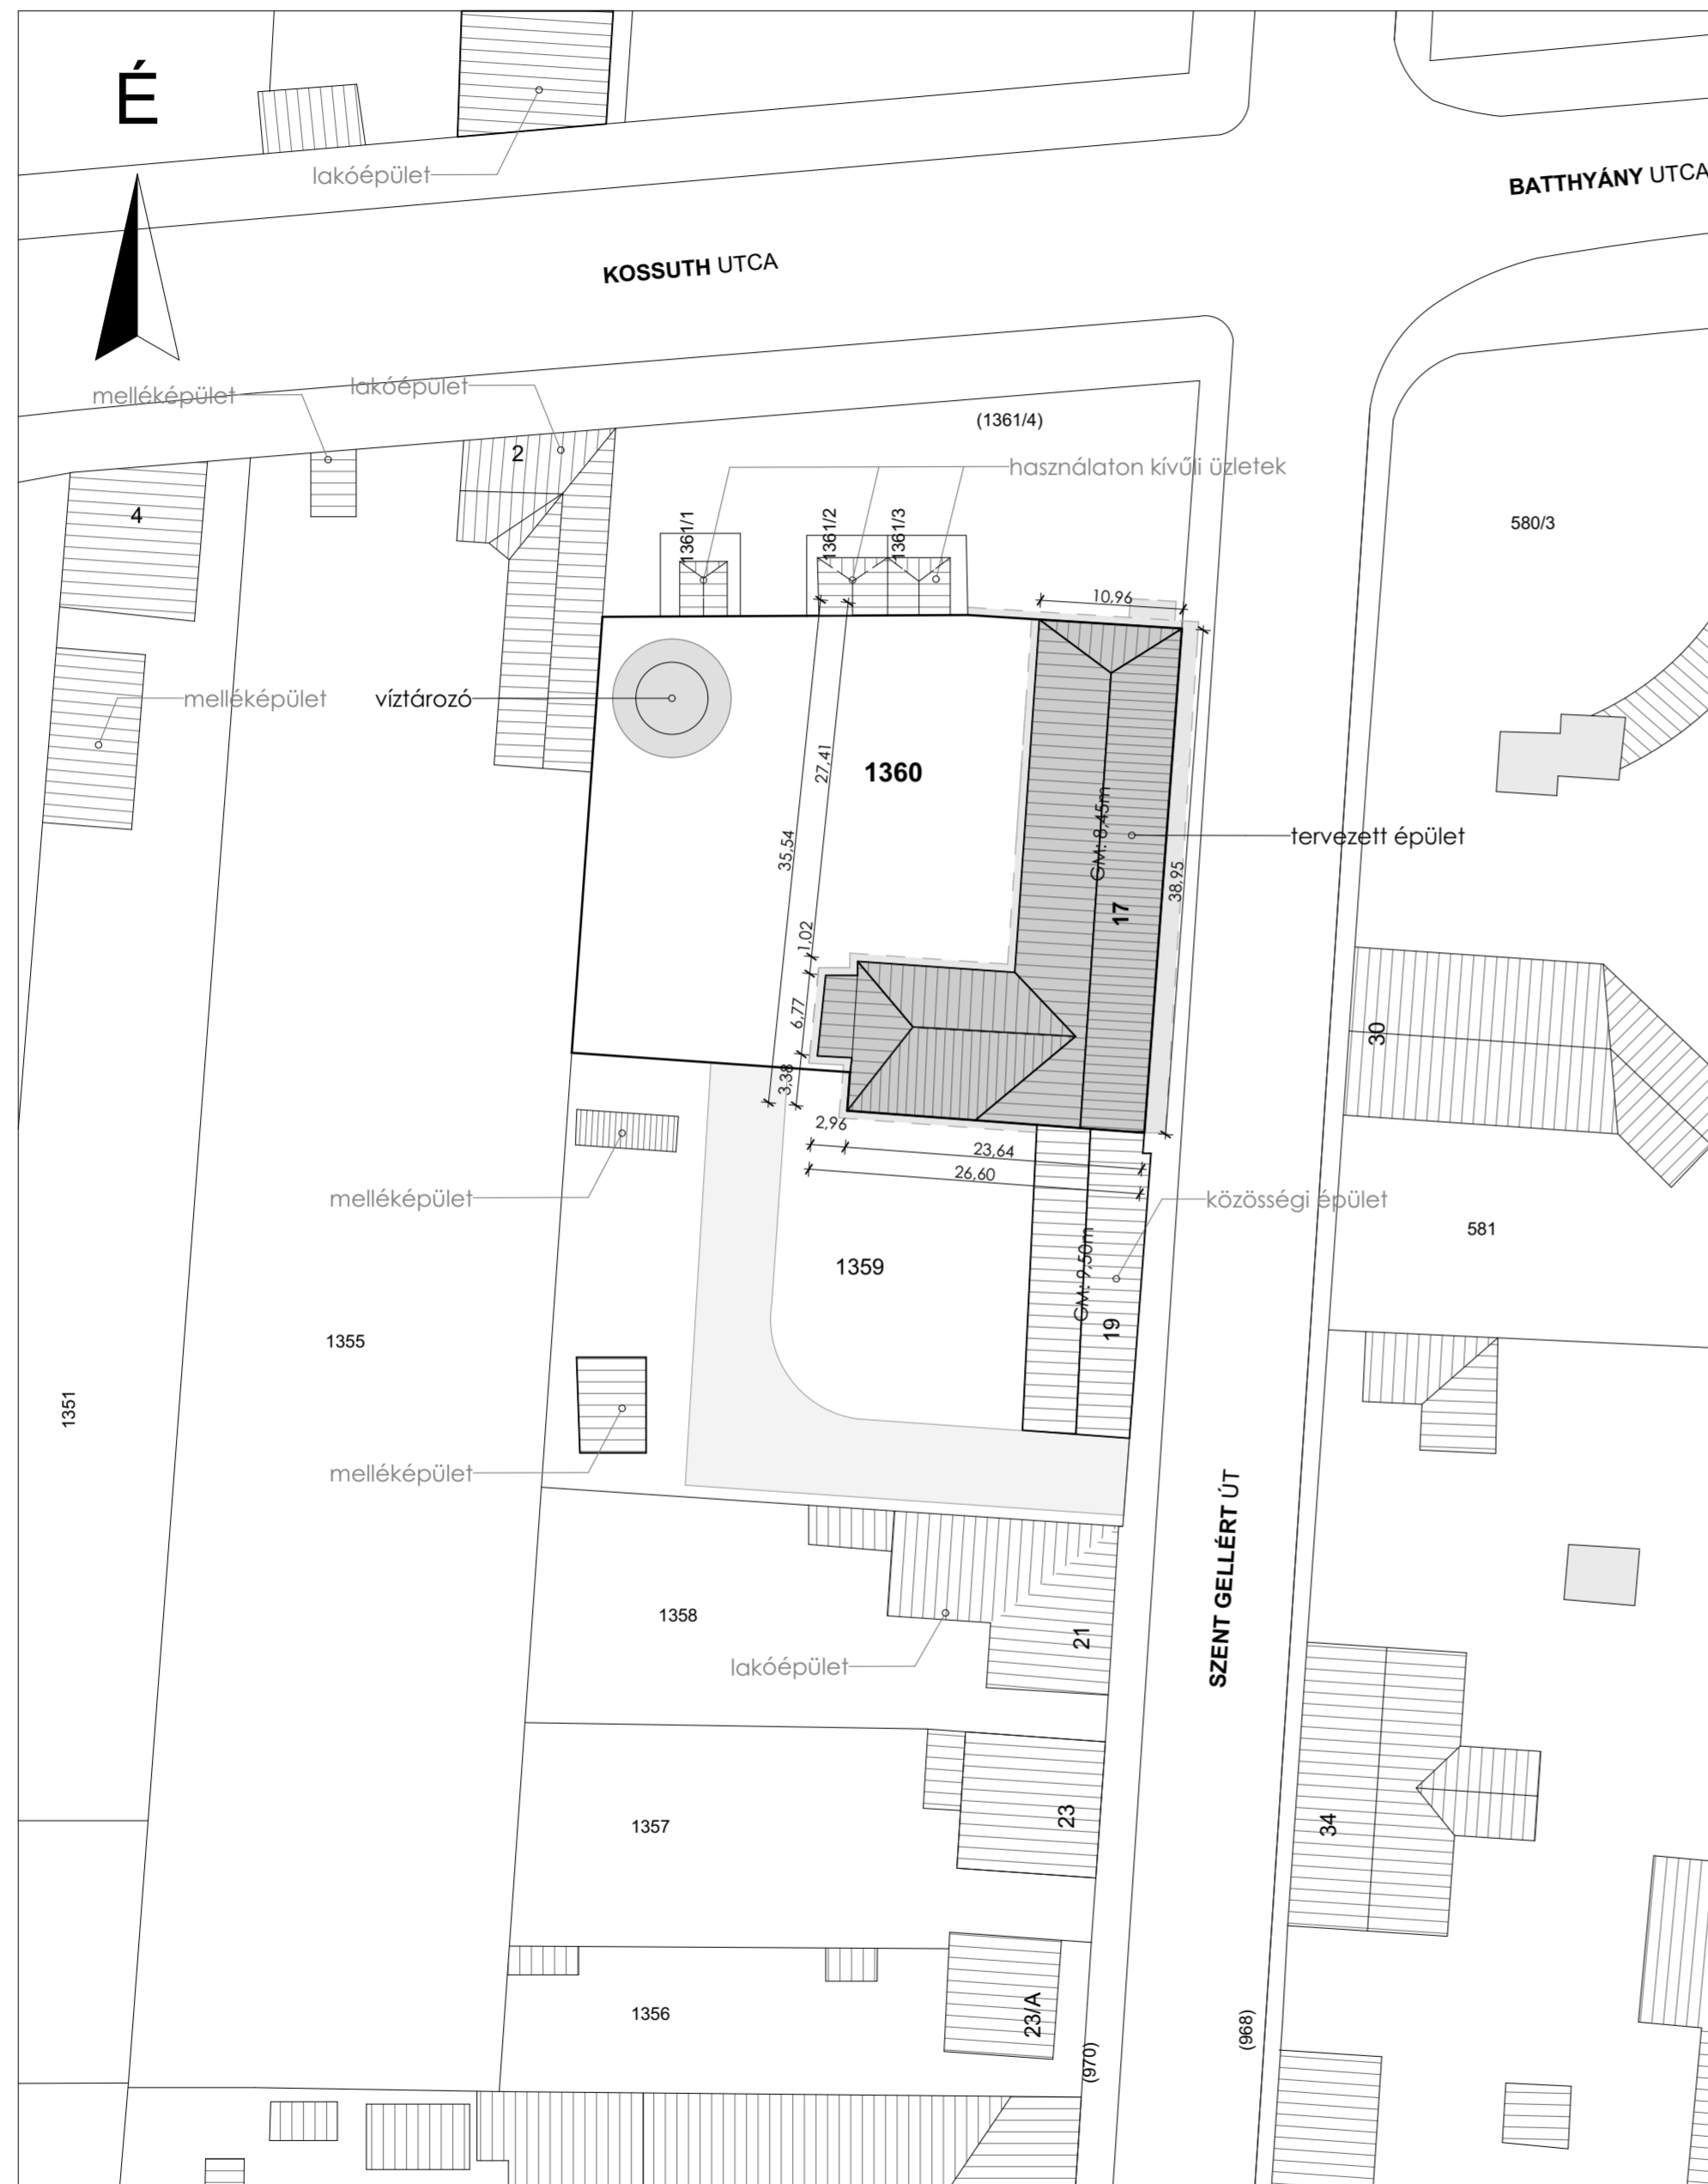 É
lakóépület
BATTHYÁNY UTCA
KOSSUTH UTCA
melléképület
lakóépület
(1361/4)
2
használaton kívűli üzletek
4
1361/1
1361/2
1361/3
580/3
10,96
melléképület
víztározó
27,41
1360
GM: 8,45m
tervezett épület
35,54
38,95
17
1,02
6,77
30
3,38
2,96
23,64
26,60
melléképület
közösségi épület
581
1359
GM: 9,50m
19
1355
1351
melléképület
SZENT GELLÉRT ÚT
1358
21
lakóépület
1357
23
34
1356
23/A
(970)
(968)